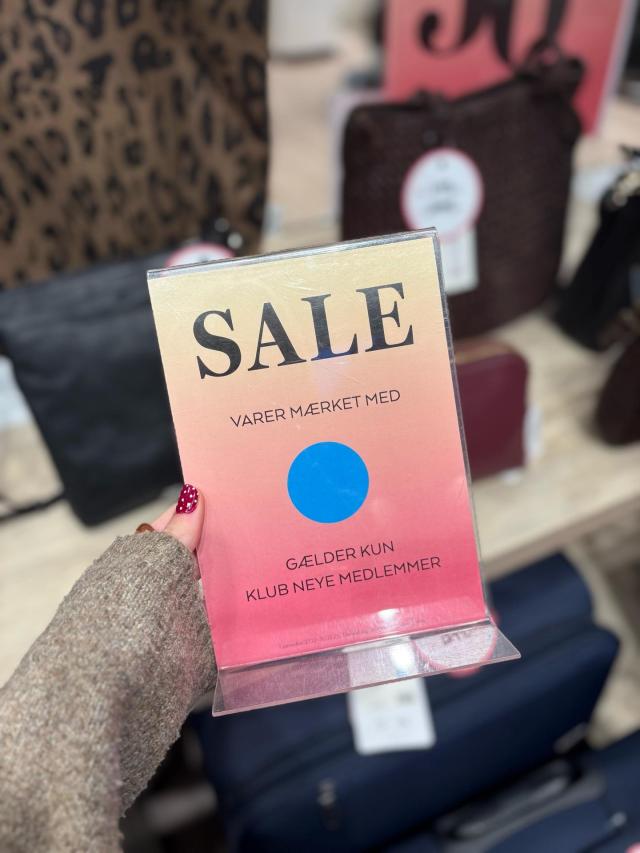 SALE
VARER MÆRKET MED
GÆLDER KUN
KLUB NEYE MEDLEMMER